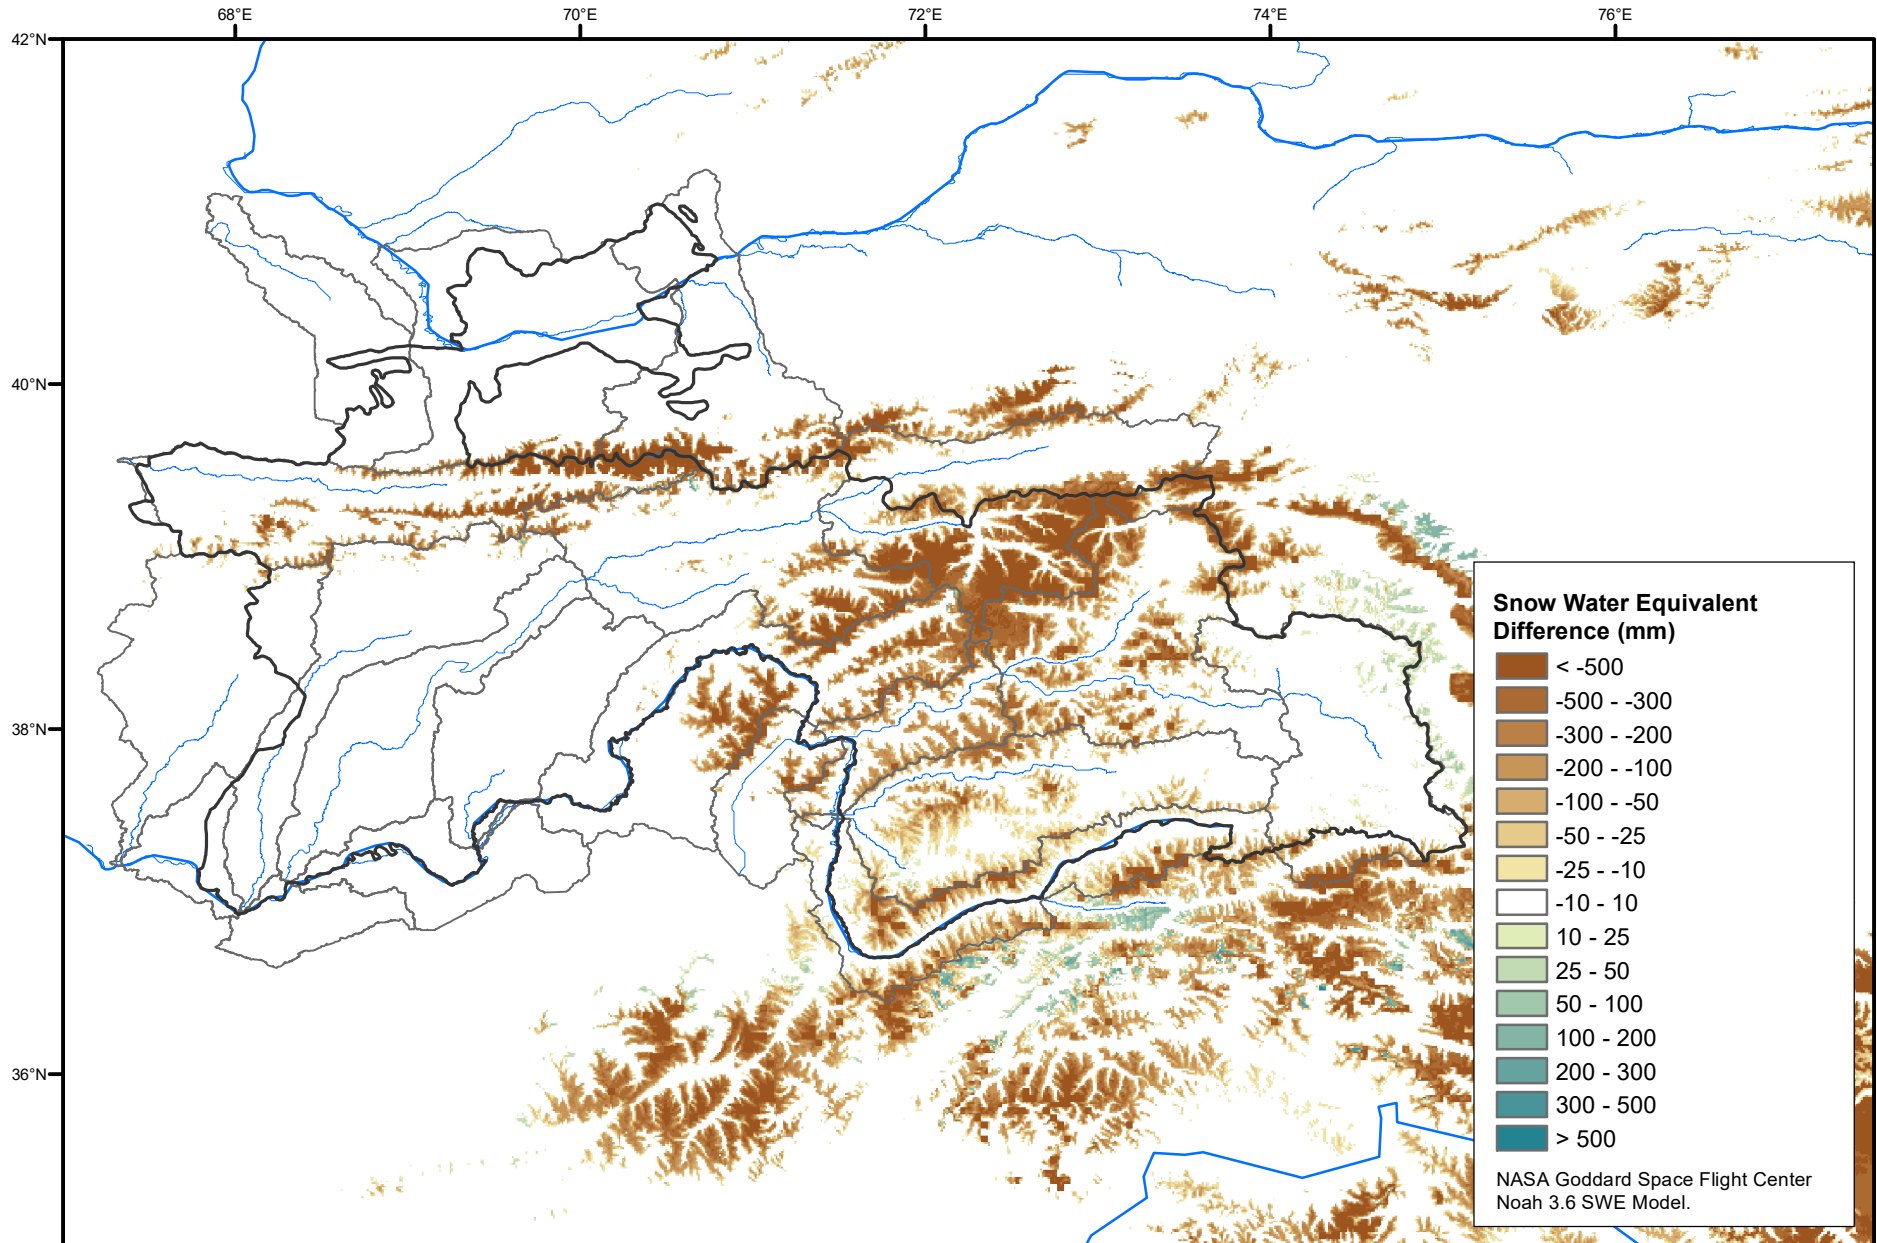 68°E
70°E
72°E
74°E
76°E
42°N
40°N
38°N
36°N
Snow Water Equivalent
Difference (mm)
< -500
-500 - -300
-300 - -200
-200 - -100
-100 - -50
-50 - -25
-25 - -10
-10 - 10
10 - 25
25 - 50
50 - 100
100 - 200
200 - 300
300 - 500
> 500
NASA Goddard Space Flight Center
Noah 3.6 SWE Model.